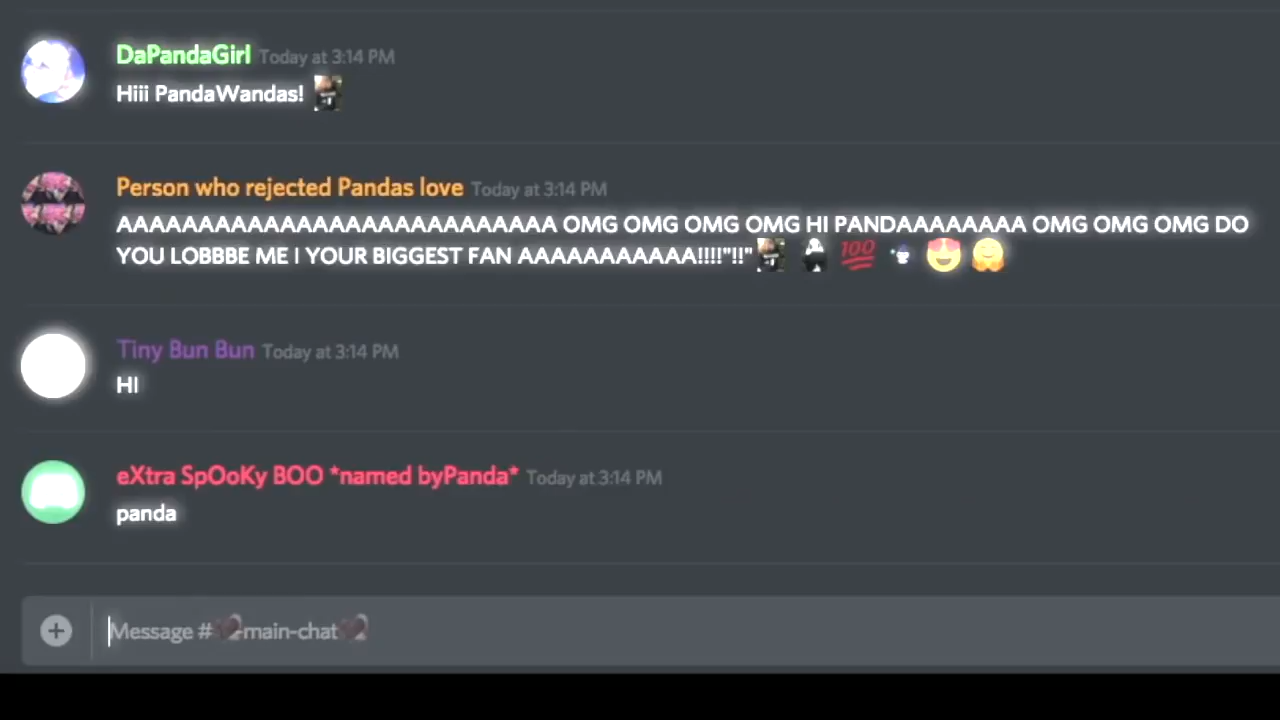 DaPandaGirl Today at 3:14 PM
Hiii PandaWandas!
Person who rejected Pandas love Today at 3:14 PM
AAAAAAAAAAAAAAAAAAAAAAAAAAA OMG OMG OMG OMG HI PANDAAAAAAAA OMG OMG OMG DO
YOU LOBBBE ME I YOUR BIGGEST FAN AAAAAAAAAAA!!!!"!!" 💯 😍 🤗
Tiny Bun Bun Today at 3:14 PM
HI
eXtra SpOoKy BOO *named byPanda* Today at 3:14 PM
panda
Message #🖤-main-chat🖤